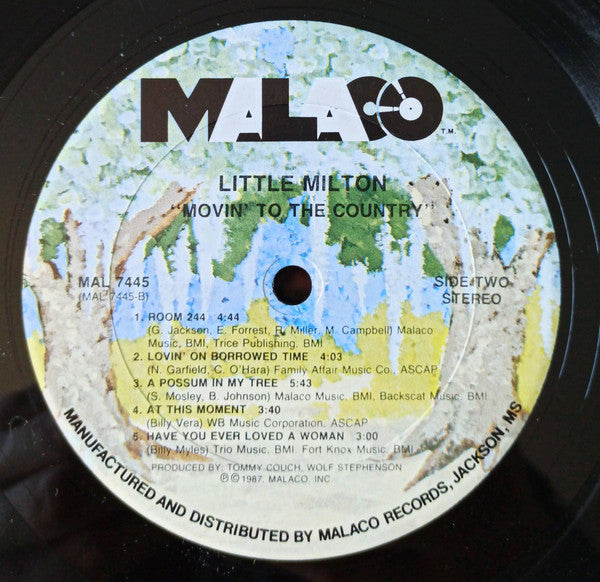 MALACO T.M.
LITTLE MILTON
"MOVIN' TO THE COUNTRY"
MAL 7445
(MAL 7445-B)
SIDE TWO
STEREO
1. ROOM 244 4:44
(G. Jackson, E. Forrest, R. Miller, M. Campbell) Malaco
Music, BMI, Trice Publishing, BMI
2. LOVIN' ON BORROWED TIME 4:03
(N. Garfield, C. O'Hara) Family Affair Music Co., ASCAP
3. A POSSUM IN MY TREE 5:43
(S. Mosley, B. Johnson) Malaco Music, BMI, Backscat Music, BMI
4. AT THIS MOMENT 3:40
(Billy Vera) WB Music Corporation, ASCAP
5. HAVE YOU EVER LOVED A WOMAN 3:00
(Billy Myles) Trio Music, BMI, Fort Knox Music, BMI
PRODUCED BY: TOMMY COUCH, WOLF STEPHENSON
Ⓟ©1987, MALACO, INC.
MANUFACTURED AND DISTRIBUTED BY MALACO RECORDS, JACKSON, MS